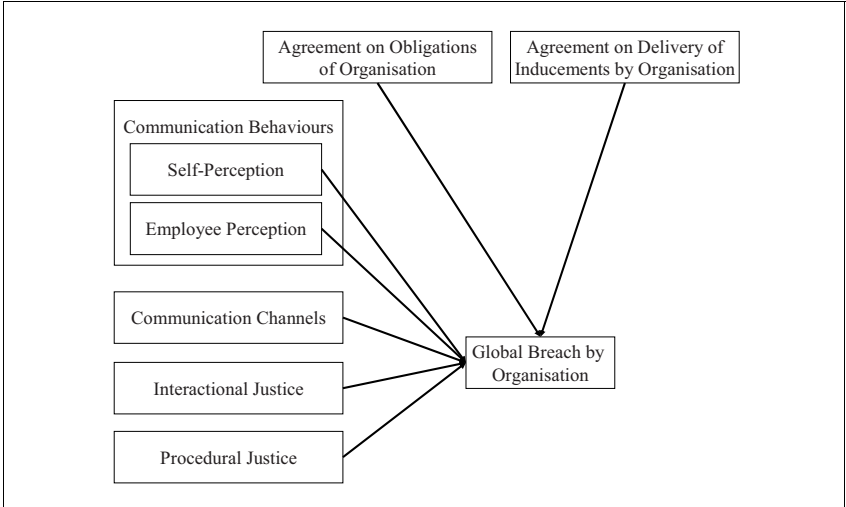 Agreement on Obligations
of Organisation
Agreement on Delivery of
Inducements by Organisation
Communication Behaviours
Self-Perception
Employee Perception
Communication Channels
Global Breach by
Organisation
Interactional Justice
Procedural Justice